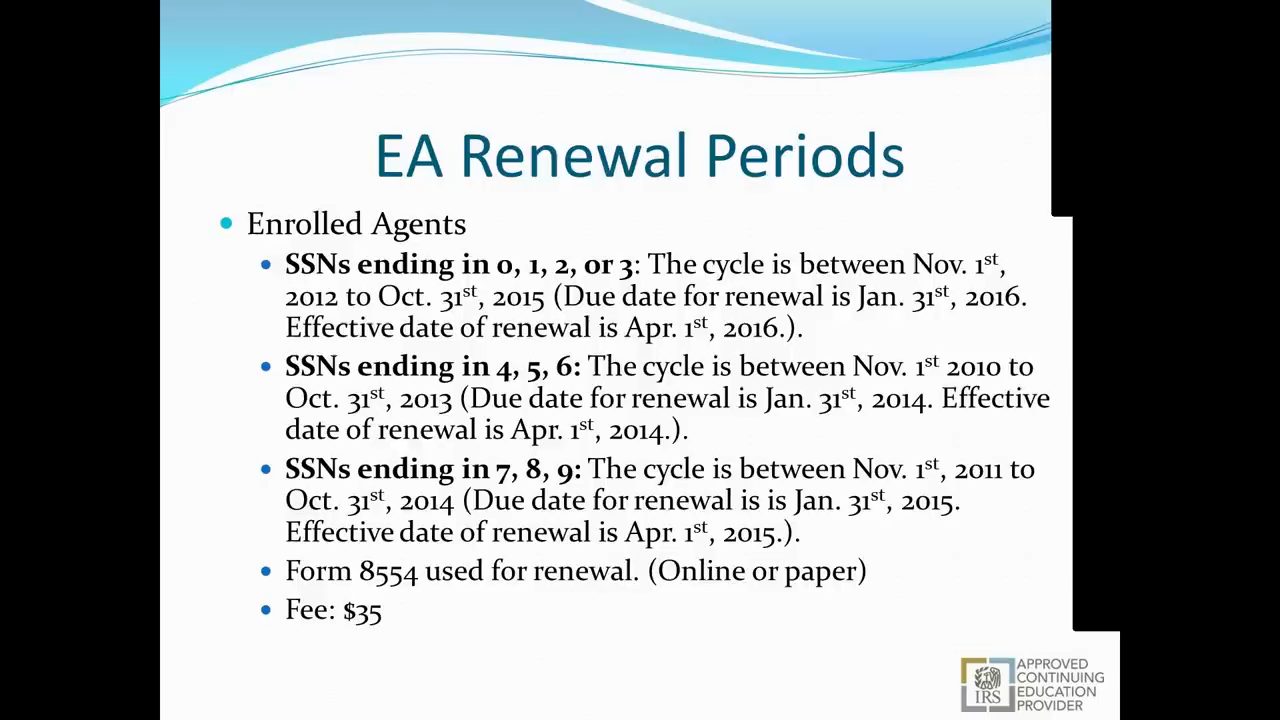 EA Renewal Periods
• Enrolled Agents
• SSNs ending in 0, 1, 2, or 3: The cycle is between Nov. 1st,
2012 to Oct. 31st, 2015 (Due date for renewal is Jan. 31st, 2016.
Effective date of renewal is Apr. 1st, 2016.).
• SSNs ending in 4, 5, 6: The cycle is between Nov. 1st 2010 to
Oct. 31st, 2013 (Due date for renewal is Jan. 31st, 2014. Effective
date of renewal is Apr. 1st, 2014.).
• SSNs ending in 7, 8, 9: The cycle is between Nov. 1st, 2011 to
Oct. 31st, 2014 (Due date for renewal is is Jan. 31st, 2015.
Effective date of renewal is Apr. 1st, 2015.).
• Form 8554 used for renewal. (Online or paper)
• Fee: $35
IRS
APPROVED
CONTINUING
EDUCATION
PROVIDER